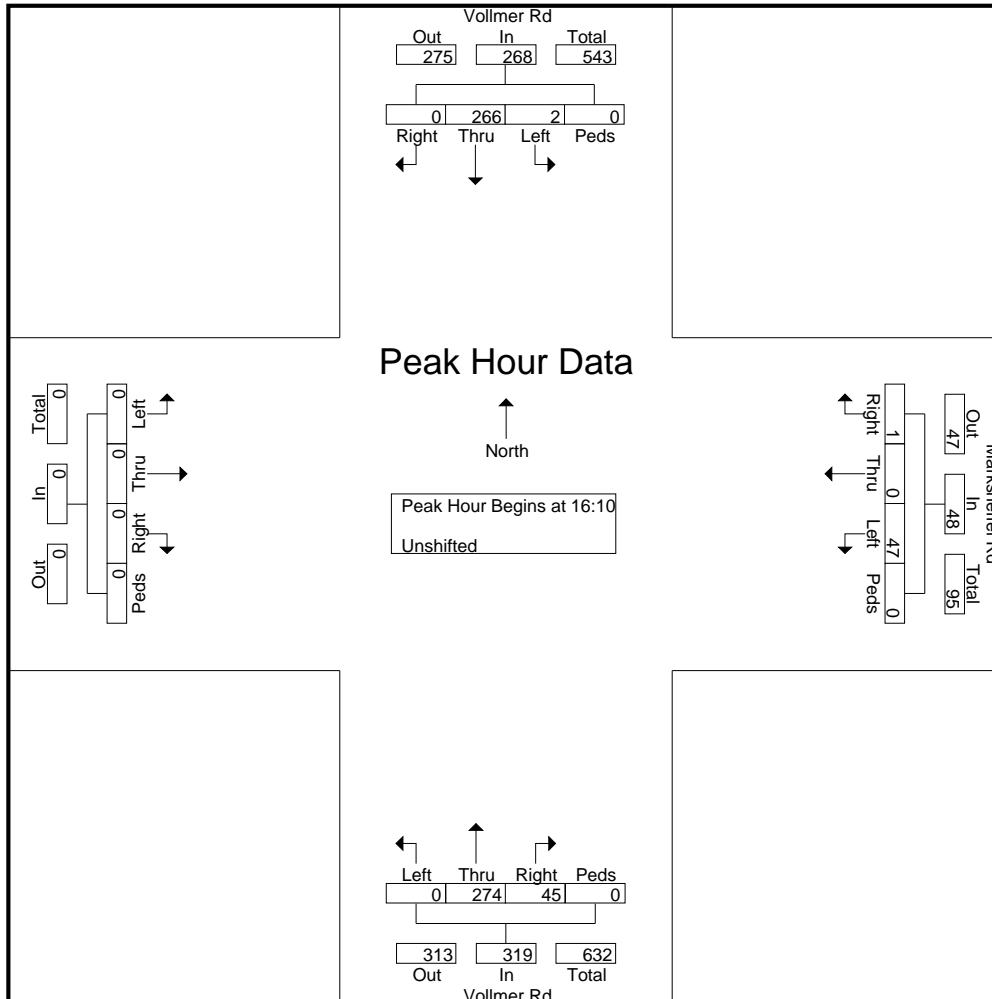 Vollmer Rd
Out In Total
275 268 543
0 266 2 0
Right Thru Left Peds
Peak Hour Data
North
Peak Hour Begins at 16:10
Unshifted
Total In Out
0 0 0
0 0 0 0
Left Thru Right Peds
Right Thru Left Peds
1 0 47 0
Out In Total
47 48 95
Left Thru Right Peds
0 274 45 0
313 319 632
Out In Total
Vollmer Rd